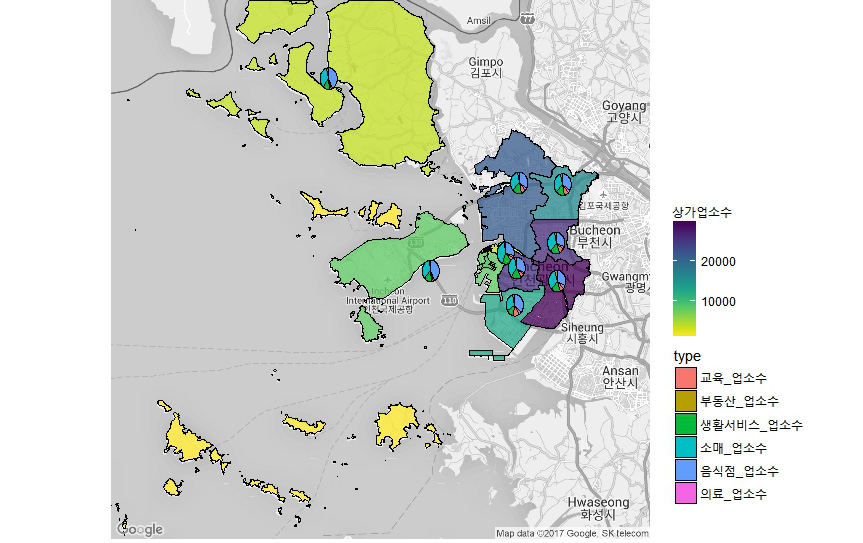 Amsil
77
Gimpo
김포시
Goyang
고양시
김포국제공항
Bucheon
부천시
130
Incheon
International Airport
인천국제공항
110
Siheung
시흥시
Ansan
안산시
Hwaseong
화성시
Google
Map data ©2017 Google, SK telecom
상가업소수
20000
10000
type
교육_업소수
부동산_업소수
생활서비스_업소수
소매_업소수
음식점_업소수
의료_업소수